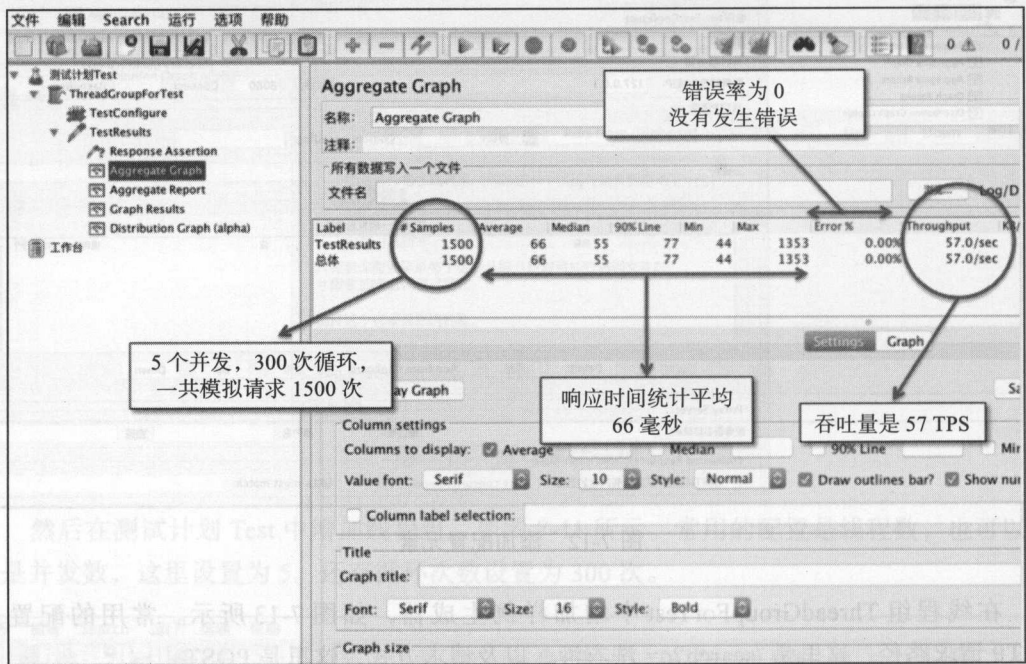 文件 编辑 Search 运行 选项 帮助
0
0 /
测试计划Test
ThreadGroupForTest
TestConfigure
TestResults
Response Assertion
Aggregate Graph
Aggregate Report
Graph Results
Distribution Graph (alpha)
工作台
Aggregate Graph
名称: Aggregate Graph
注释:
所有数据写入一个文件
文件名
Log/D
错误率为 0
没有发生错误
Label # Samples Average Median 90% Line Min Max Error % Throughput
TestResults 1500 66 55 77 44 1353 0.00% 57.0/sec
总体 1500 66 55 77 44 1353 0.00% 57.0/sec
5 个并发，300 次循环，
一共模拟请求 1500 次
响应时间统计平均
66 毫秒
吞吐量是 57 TPS
Settings Graph
ay Graph
Sa
Column settings
Columns to display: Average Median 90% Line Mir
Value font: Serif Size: 10 Style: Normal Draw outlines bar? Show nur
Column label selection:
Title
Graph title:
Font: Serif Size: 16 Style: Bold
Graph size